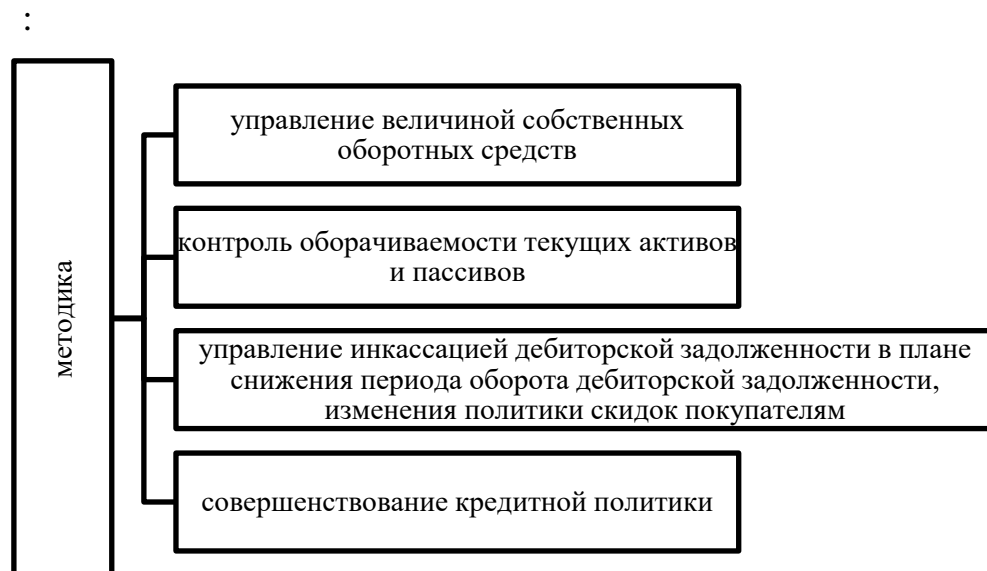 :
методика
управление величиной собственных
оборотных средств
контроль оборачиваемости текущих активов
и пассивов
управление инкассацией дебиторской задолженности в плане
снижения периода оборота дебиторской задолженности,
изменения политики скидок покупателям
совершенствование кредитной политики